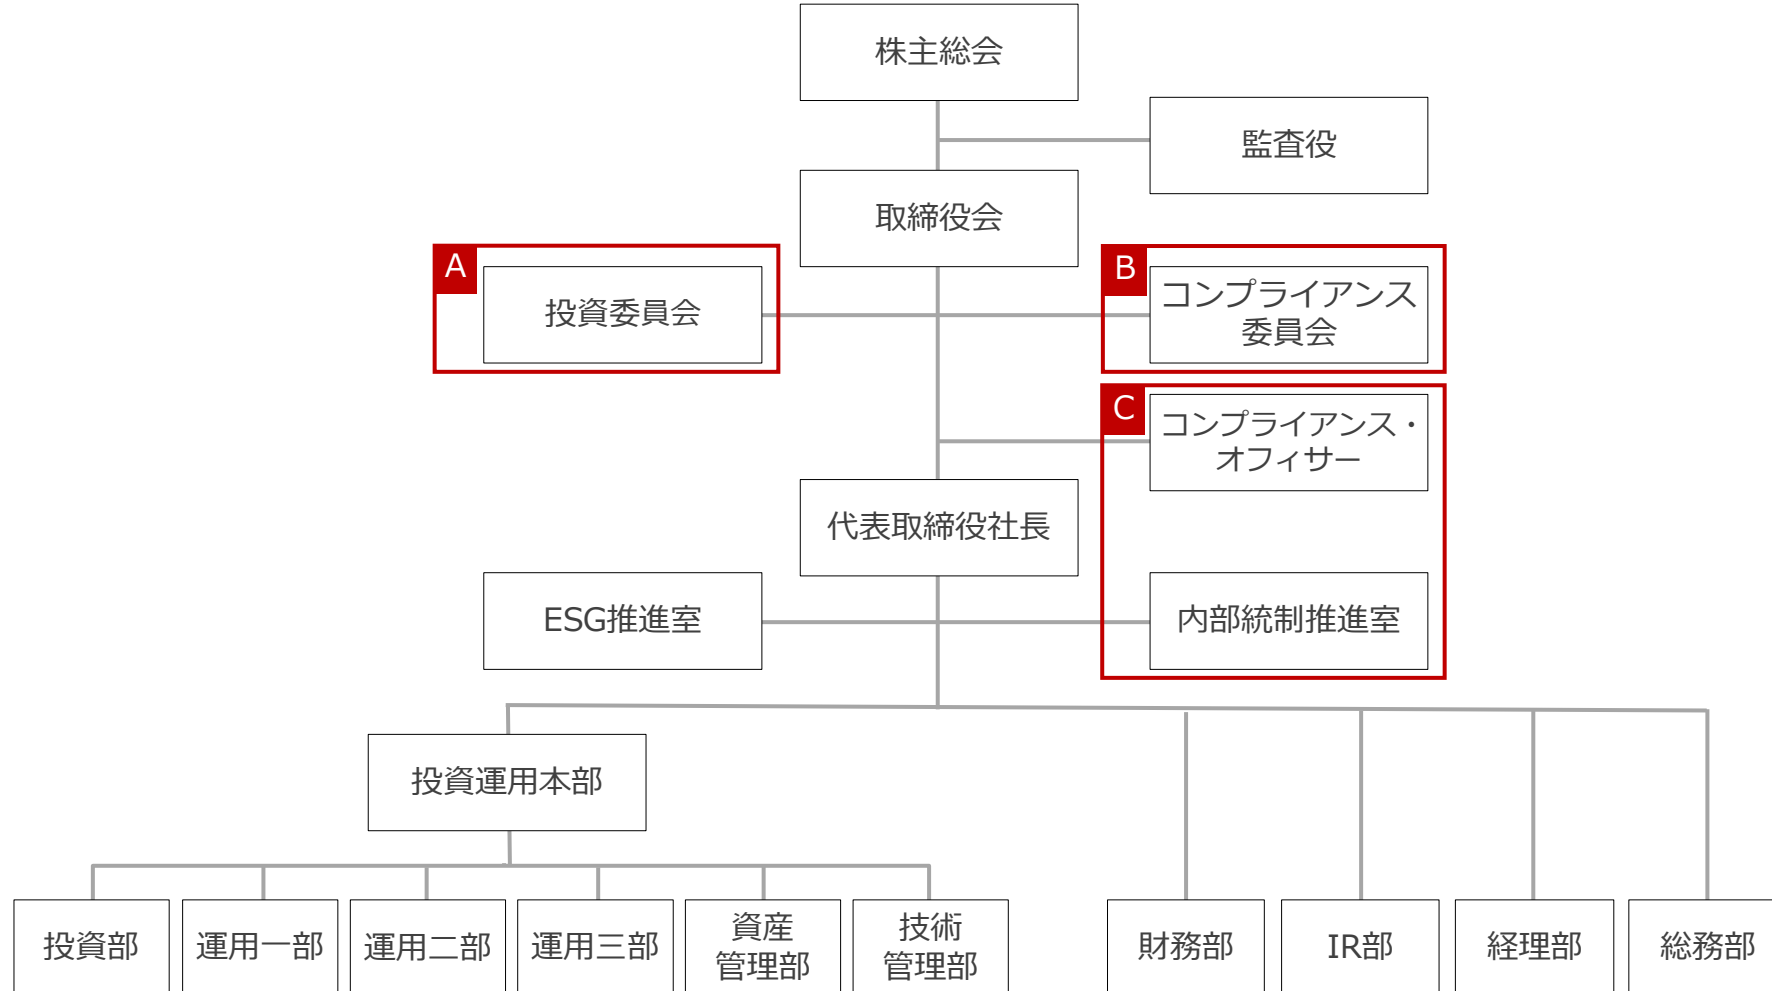 株主総会
監査役
取締役会
A
投資委員会
B
コンプライアンス
委員会
C
コンプライアンス・
オフィサー
代表取締役社長
ESG推進室
内部統制推進室
投資運用本部
投資部
運用一部
運用二部
運用三部
資産
管理部
技術
管理部
財務部
IR部
経理部
総務部